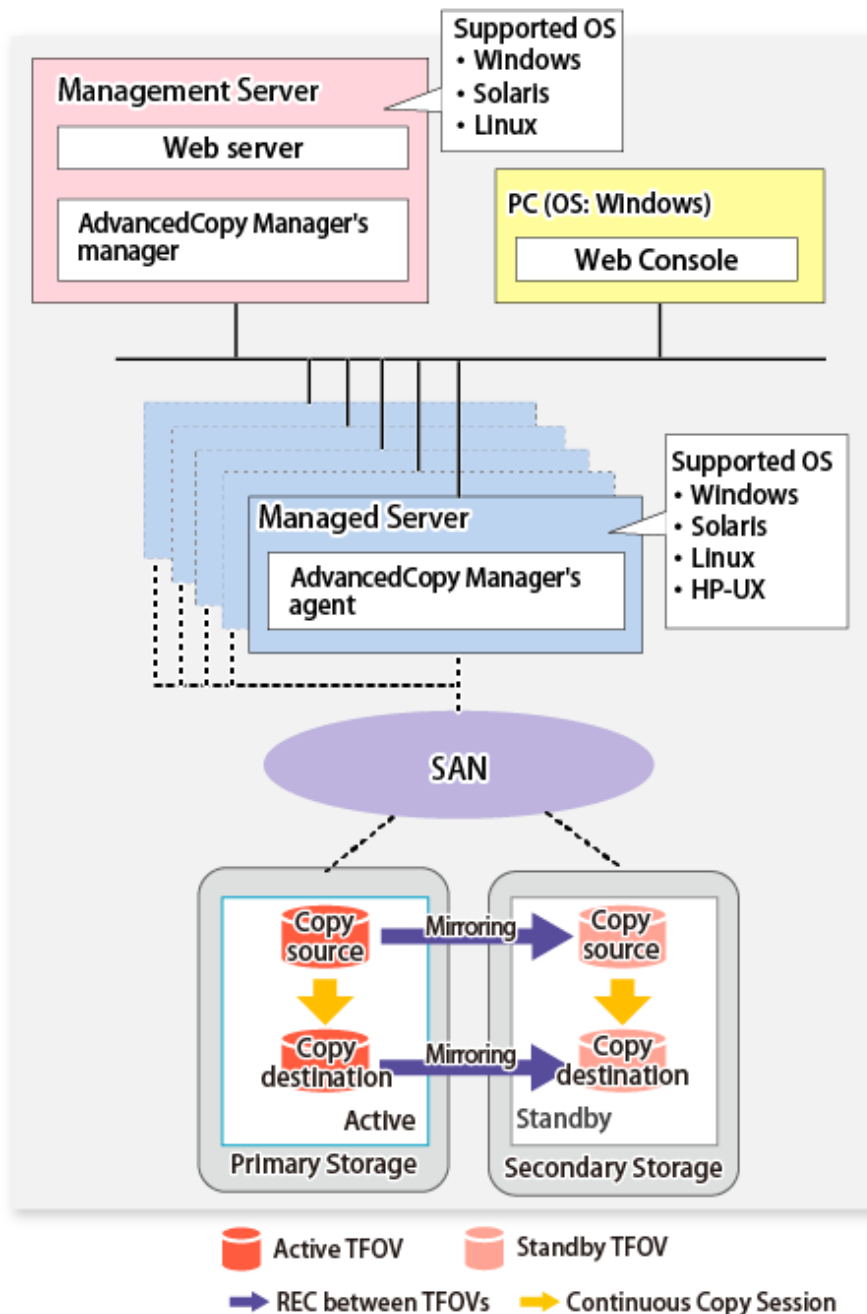 Supported OS
• Windows
• Solaris
• Linux
Management Server
Web server
AdvancedCopy Manager's
manager
PC (OS: Windows)
Web Console
Supported OS
• Windows
• Solaris
• Linux
• HP-UX
Managed Server
AdvancedCopy Manager's
agent
SAN
Copy
source
Mirroring
Copy
source
Copy
destination
Mirroring
Copy
destination
Active
Standby
Primary Storage
Secondary Storage
Active TFOV
Standby TFOV
REC between TFOVs
Continuous Copy Session